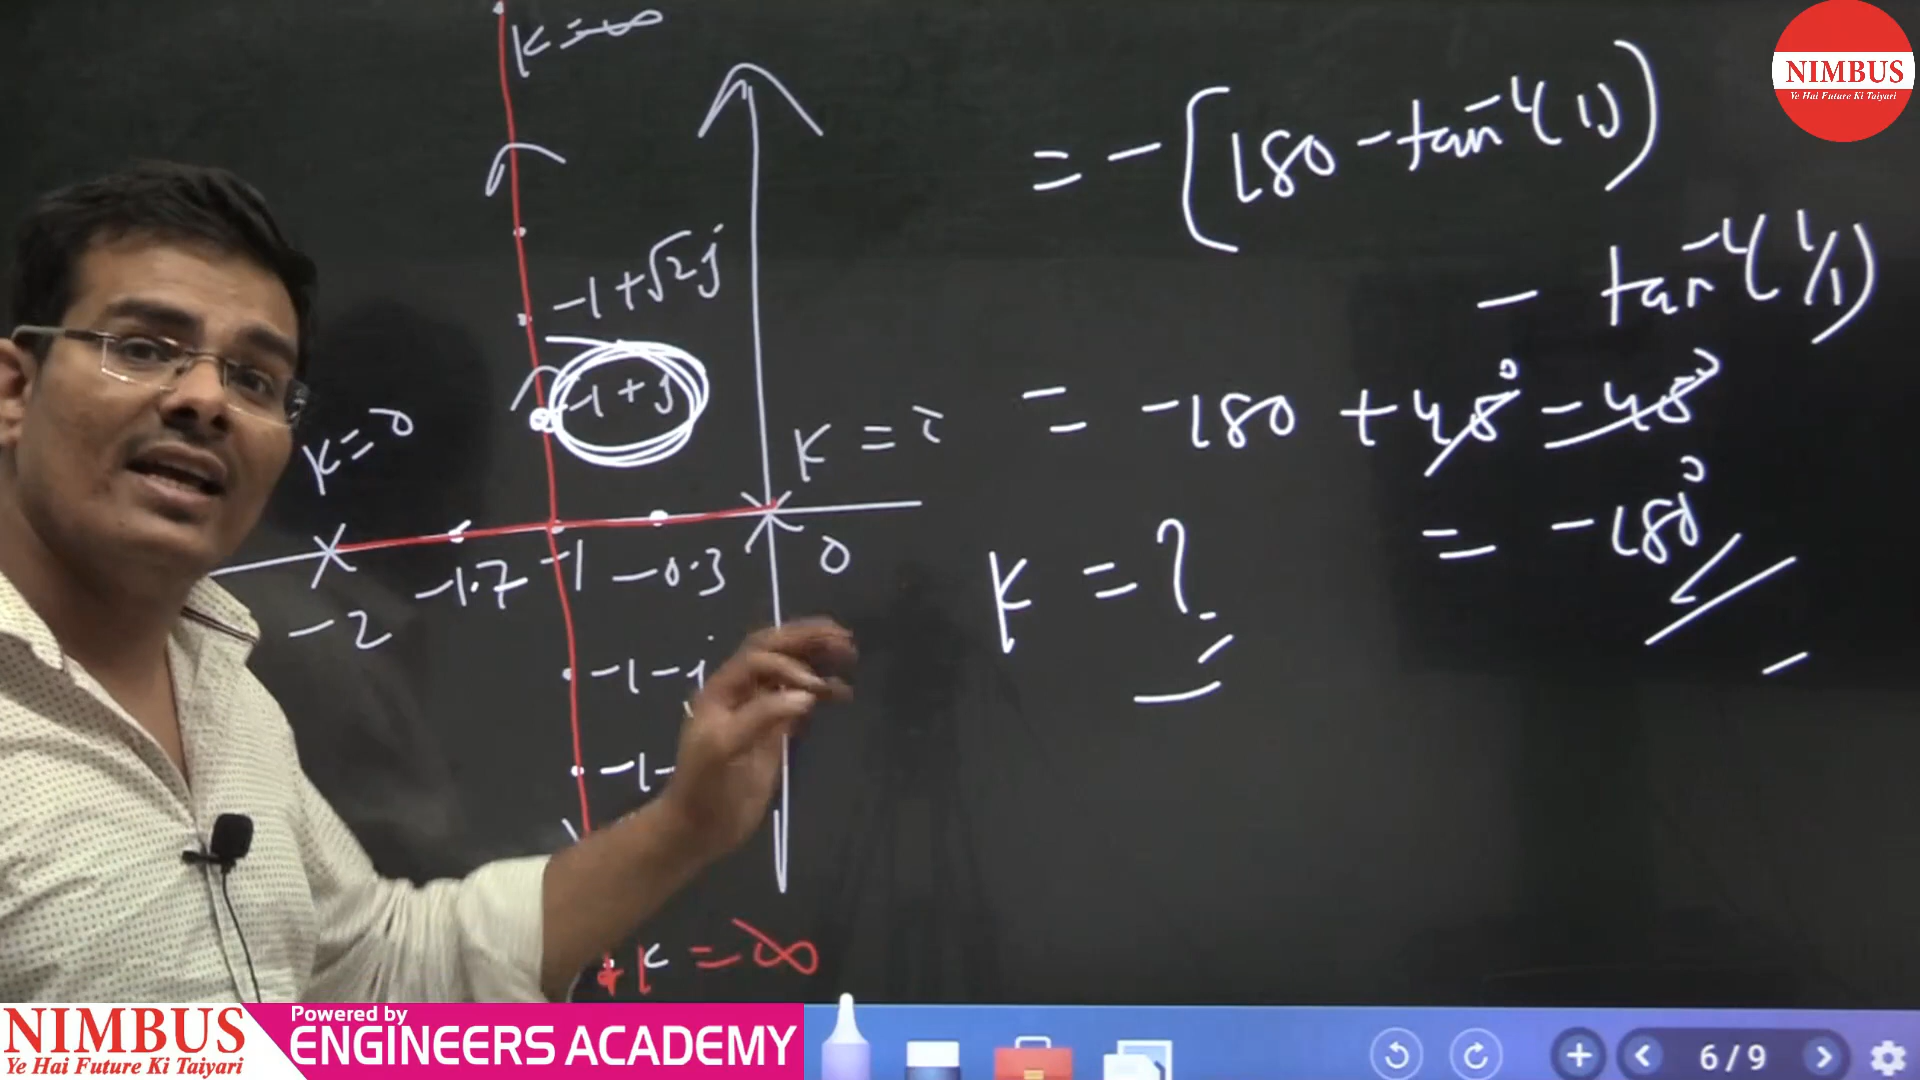 K=∞
-1+√2j
-1+j
K=0
K=0
-2
-1.7
-1
-0.3
0
-1-j
-1-
K=∞
= -[180-tan⁻¹(1)]
- tan⁻¹(1/1)
= -180 + 45° - 45°
= -180°
K = ?
NIMBUS
Ye Hai Future Ki Taiyari
NIMBUS
Ye Hai Future Ki Taiyari
Powered by
ENGINEERS ACADEMY
6/9